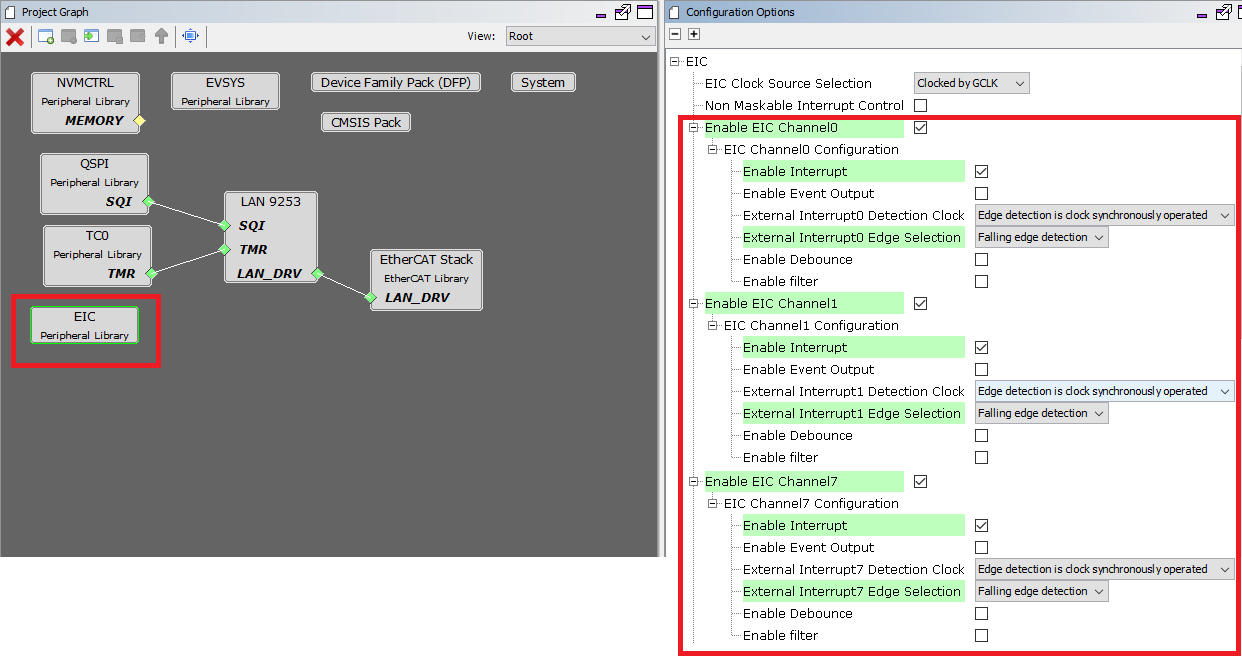 Project Graph
View:
Root
NVMCTRL
Peripheral Library
MEMORY
EVSYS
Peripheral Library
Device Family Pack (DFP)
System
CMSIS Pack
QSPI
Peripheral Library
SQI
TC0
Peripheral Library
TMR
LAN 9253
SQI
TMR
LAN_DRV
EtherCAT Stack
EtherCAT Library
LAN_DRV
EIC
Peripheral Library
Configuration Options
EIC
EIC Clock Source Selection Clocked by GCLK
Non Maskable Interrupt Control
Enable EIC Channel0
EIC Channel0 Configuration
Enable Interrupt
Enable Event Output
External Interrupt0 Detection Clock Edge detection is clock synchronously operated
External Interrupt0 Edge Selection Falling edge detection
Enable Debounce
Enable filter
Enable EIC Channel1
EIC Channel1 Configuration
Enable Interrupt
Enable Event Output
External Interrupt1 Detection Clock Edge detection is clock synchronously operated
External Interrupt1 Edge Selection Falling edge detection
Enable Debounce
Enable filter
Enable EIC Channel7
EIC Channel7 Configuration
Enable Interrupt
Enable Event Output
External Interrupt7 Detection Clock Edge detection is clock synchronously operated
External Interrupt7 Edge Selection Falling edge detection
Enable Debounce
Enable filter